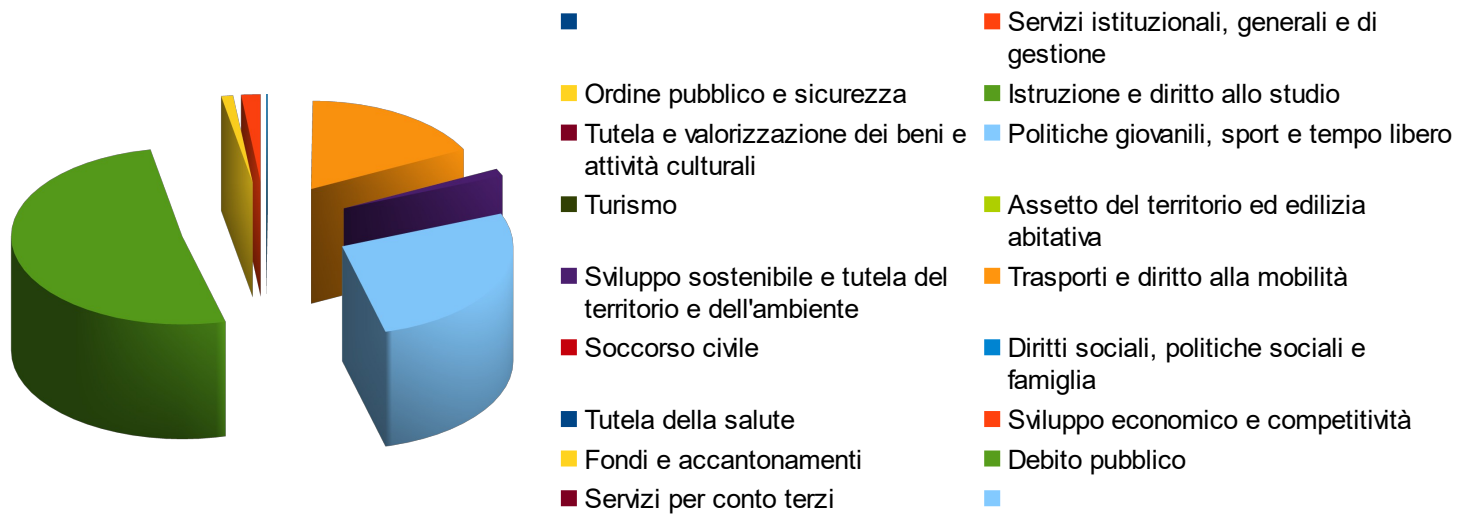 Servizi istituzionali, generali e di
gestione
Ordine pubblico e sicurezza
Istruzione e diritto allo studio
Tutela e valorizzazione dei beni e
attività culturali
Politiche giovanili, sport e tempo libero
Turismo
Assetto del territorio ed edilizia
abitativa
Sviluppo sostenibile e tutela del
territorio e dell'ambiente
Trasporti e diritto alla mobilità
Soccorso civile
Diritti sociali, politiche sociali e
famiglia
Tutela della salute
Sviluppo economico e competitività
Fondi e accantonamenti
Debito pubblico
Servizi per conto terzi